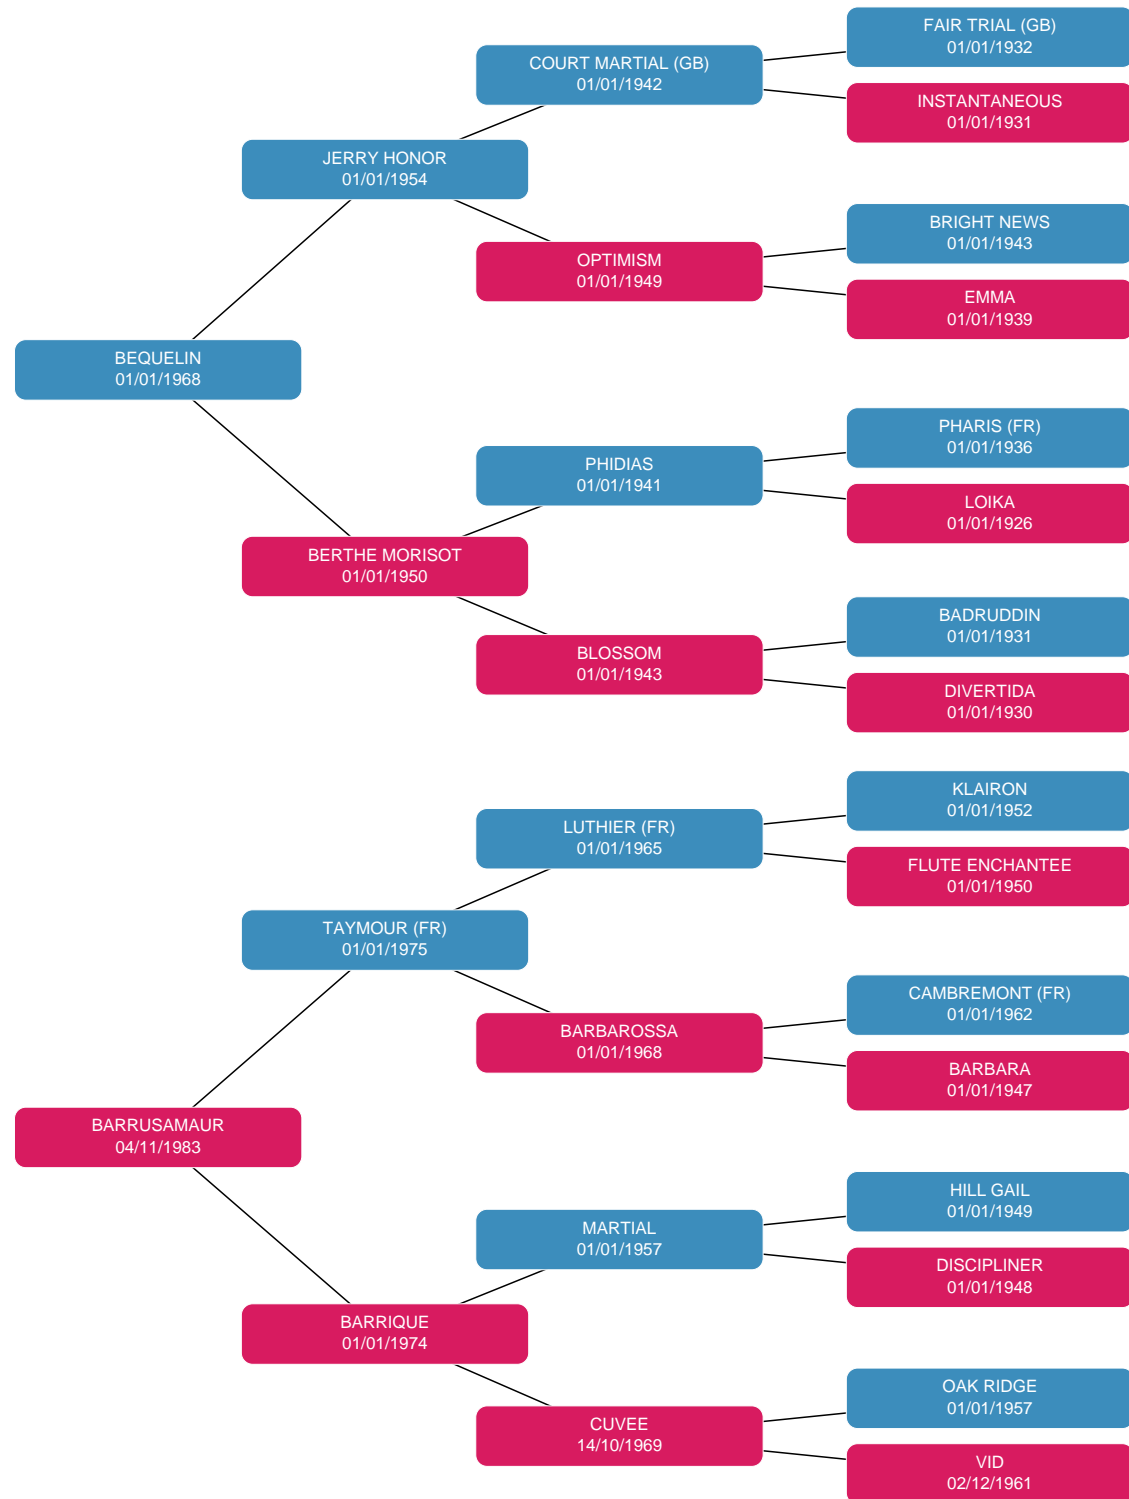 FAIR TRIAL (GB)
01/01/1932
COURT MARTIAL (GB)
01/01/1942
INSTANTANEOUS
01/01/1931
JERRY HONOR
01/01/1954
BRIGHT NEWS
01/01/1943
OPTIMISM
01/01/1949
EMMA
01/01/1939
BEQUELIN
01/01/1968
PHARIS (FR)
01/01/1936
PHIDIAS
01/01/1941
LOIKA
01/01/1926
BERTHE MORISOT
01/01/1950
BADRUDDIN
01/01/1931
BLOSSOM
01/01/1943
DIVERTIDA
01/01/1930
KLAIRON
01/01/1952
LUTHIER (FR)
01/01/1965
FLUTE ENCHANTEE
01/01/1950
TAYMOUR (FR)
01/01/1975
CAMBREMONT (FR)
01/01/1962
BARBAROSSA
01/01/1968
BARBARA
01/01/1947
BARRUSAMAUR
04/11/1983
HILL GAIL
01/01/1949
MARTIAL
01/01/1957
DISCIPLINER
01/01/1948
BARRIQUE
01/01/1974
OAK RIDGE
01/01/1957
CUVEE
14/10/1969
VID
02/12/1961